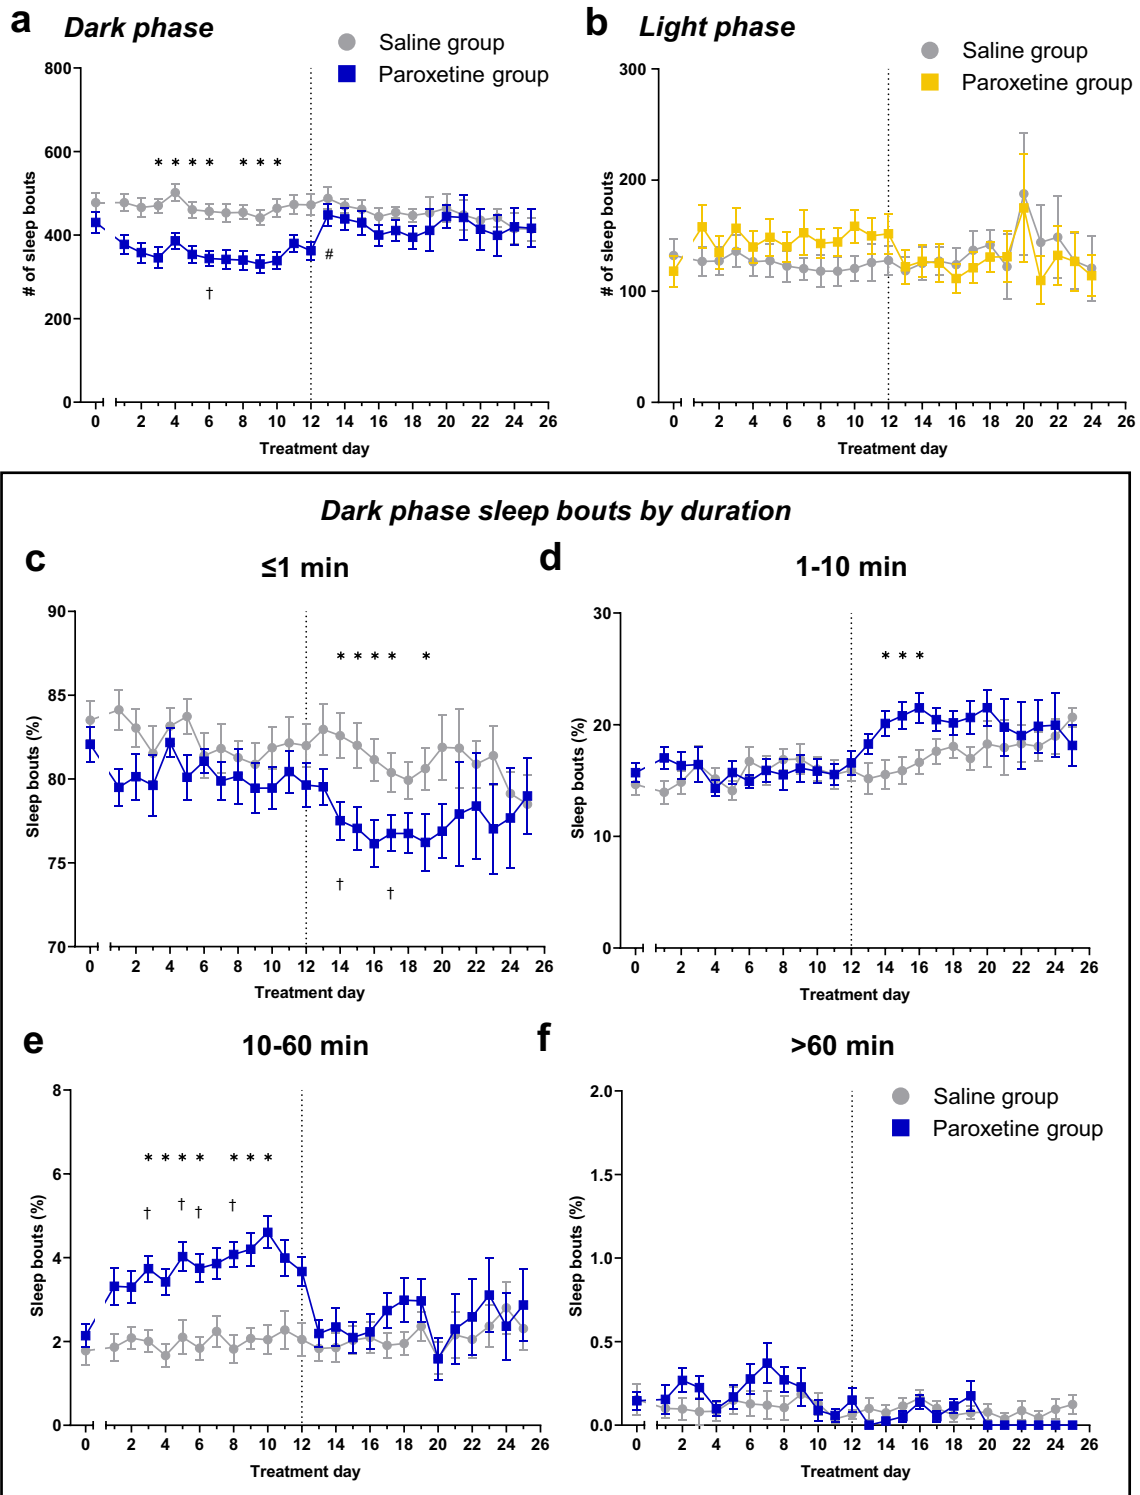 a Dark phase
Saline group
Paroxetine group
800
600
400
200
0
# of sleep bouts
* * * * * * *
†
#
0 2 4 6 8 10 12 14 16 18 20 22 24 26
Treatment day
b Light phase
Saline group
Paroxetine group
300
200
100
0
# of sleep bouts
0 2 4 6 8 10 12 14 16 18 20 22 24 26
Treatment day
Dark phase sleep bouts by duration
c
≤1 min
90
85
80
75
70
Sleep bouts (%)
* * * * *
† †
0 2 4 6 8 10 12 14 16 18 20 22 24 26
Treatment day
d
1-10 min
30
20
10
0
Sleep bouts (%)
* * *
0 2 4 6 8 10 12 14 16 18 20 22 24 26
Treatment day
e
10-60 min
8
6
4
2
0
Sleep bouts (%)
* * * * * * *
† † † †
0 2 4 6 8 10 12 14 16 18 20 22 24 26
Treatment day
f
>60 min
Saline group
Paroxetine group
2.0
1.5
1.0
0.5
0.0
Sleep bouts (%)
0 2 4 6 8 10 12 14 16 18 20 22 24 26
Treatment day